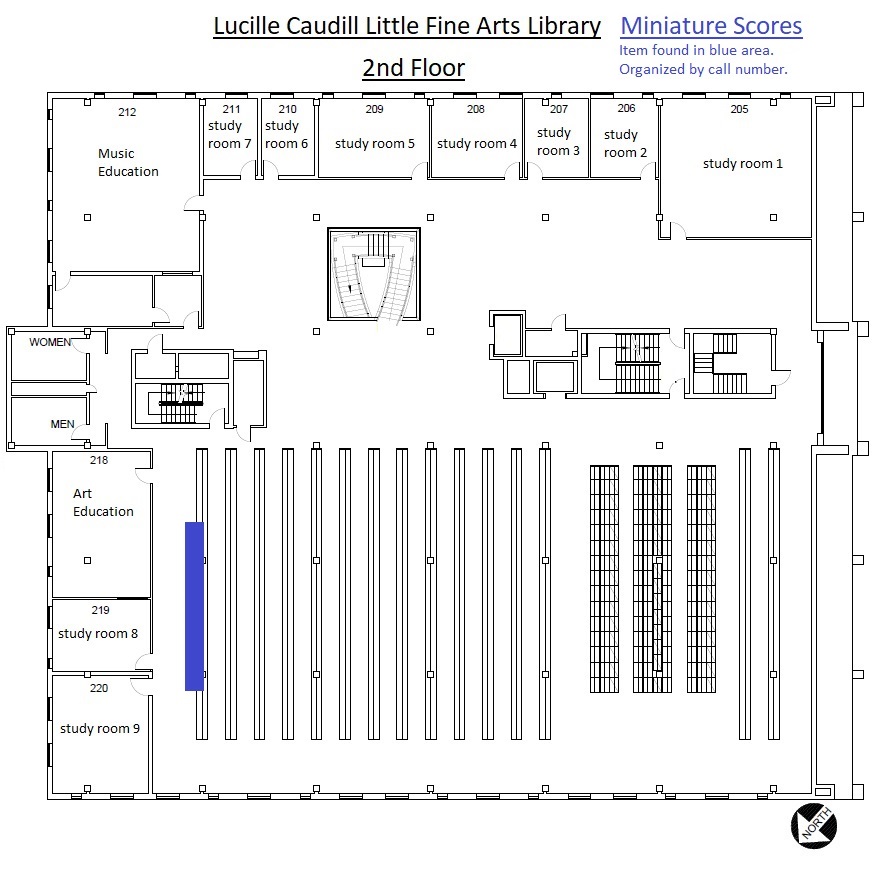 Lucille Caudill Little Fine Arts Library
Miniature Scores
Item found in blue area.
Organized by call number.
2nd Floor
212
Music
Education
211
study
room 7
210
study
room 6
209
study room 5
208
study room 4
207
study
room 3
206
study
room 2
205
study room 1
WOMEN
MEN
218
Art
Education
219
study room 8
220
study room 9
NORTH